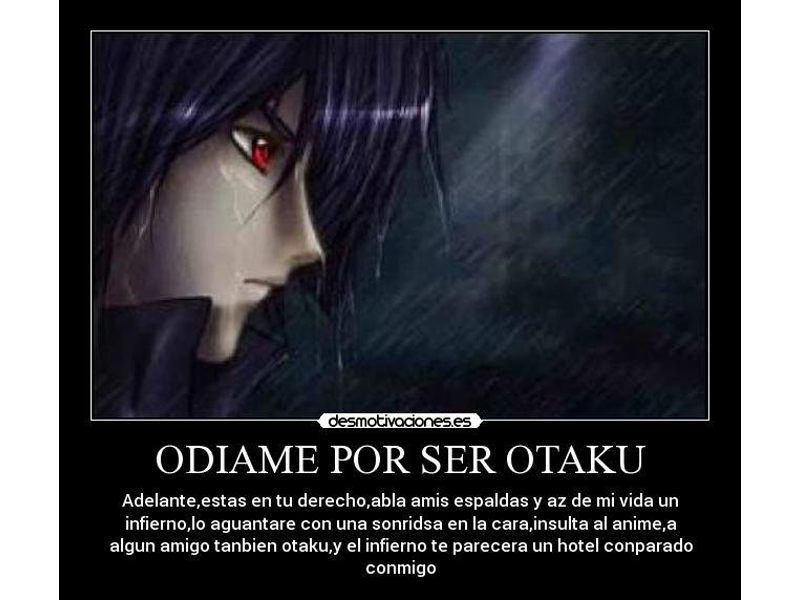 desmotivaciones.es
ODIAME POR SER OTAKU
Adelante,estas en tu derecho,abla amis espaldas y az de mi vida un
infierno,lo aguantare con una sonridsa en la cara,insulta al anime,a
algun amigo tanbien otaku,y el infierno te parecera un hotel conparado
conmigo